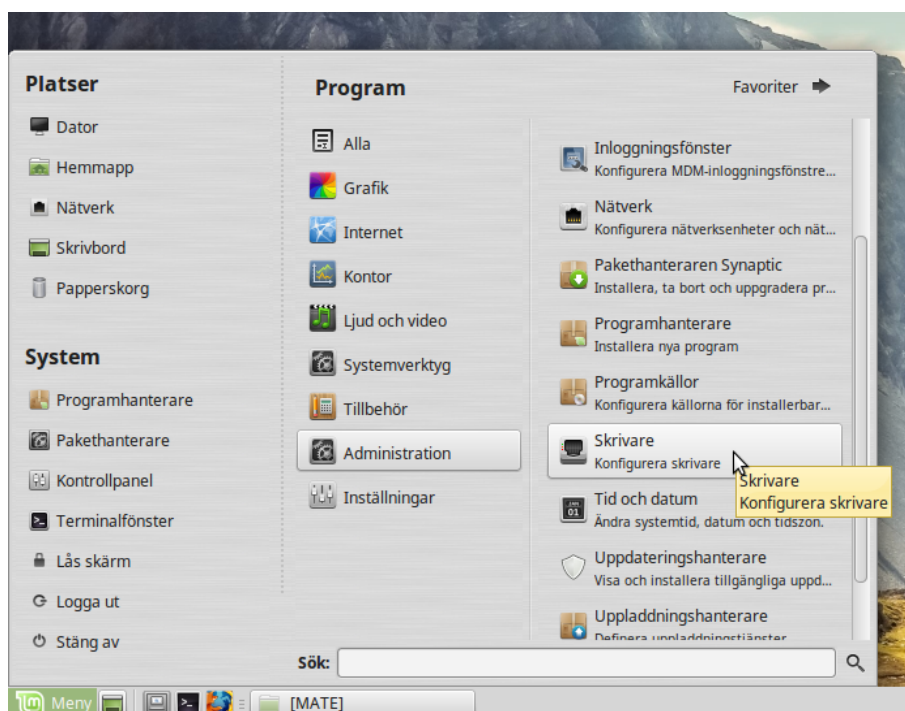 Platser
Dator
Hemmapp
Nätverk
Skrivbord
Papperskorg
System
Programhanterare
Pakethanterare
Kontrollpanel
Terminalfönster
Lås skärm
Logga ut
Stäng av
Program
Favoriter
Alla
Grafik
Internet
Kontor
Ljud och video
Systemverktyg
Tillbehör
Administration
Inställningar
Inloggningsfönster
Konfigurera MDM-inloggningsfönstre...
Nätverk
Konfigurera nätverksenheter och nät...
Pakethanteraren Synaptic
Installera, ta bort och uppgradera pr...
Programhanterare
Installera nya program
Programkällor
Konfigurera källorna för installerbar...
Skrivare
Konfigurera skrivare
Skrivare
Konfigurera skrivare
Tid och datum
Ändra systemtid, datum och tidszon.
Uppdateringshanterare
Visa och installera tillgängliga uppd...
Uppladdningshanterare
Definera uppladdningstjänster
Sök:
Meny
[MATE]